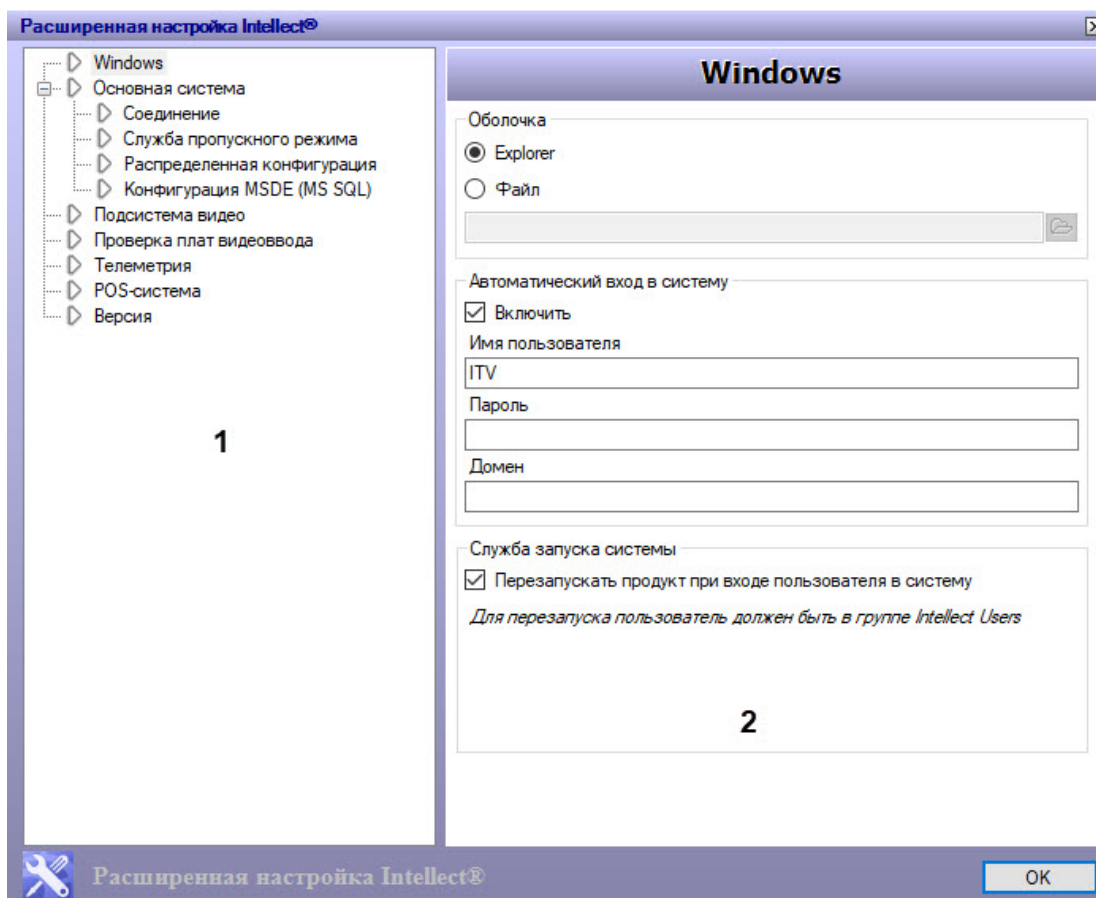 Расширенная настройка Intellect®
Windows
Основная система
Соединение
Служба пропускного режима
Распределенная конфигурация
Конфигурация MSDE (MS SQL)
Подсистема видео
Проверка плат видеоввода
Телеметрия
POS-система
Версия
1
Windows
Оболочка
Explorer
Файл
Автоматический вход в систему
Включить
Имя пользователя
ITV
Пароль
Домен
Служба запуска системы
Перезапускать продукт при входе пользователя в систему
Для перезапуска пользователь должен быть в группе Intellect Users
2
Расширенная настройка Intellect®
OK